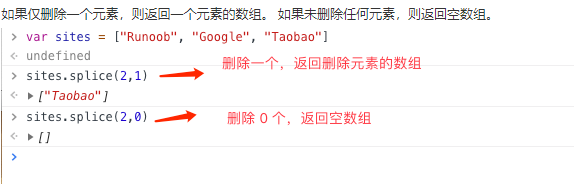 如果仅删除一个元素，则返回一个元素的数组。 如果未删除任何元素，则返回空数组。
> var sites = ["Runoob", "Google", "Taobao"]
<· undefined
> sites.splice(2,1) 删除一个，返回删除元素的数组
<· ▶["Taobao"]
> sites.splice(2,0) 删除 0 个，返回空数组
<· ▶[]
>